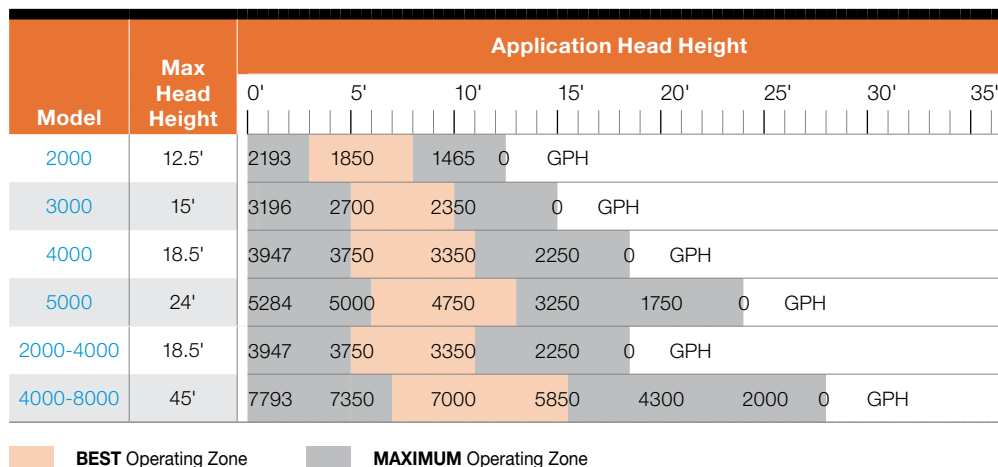 Application Head Height
Model
Max
Head
Height
0' 5' 10' 15' 20' 25' 30' 35'
2000 12.5' 2193 1850 1465 0 GPH
3000 15' 3196 2700 2350 0 GPH
4000 18.5' 3947 3750 3350 2250 0 GPH
5000 24' 5284 5000 4750 3250 1750 0 GPH
2000-4000 18.5' 3947 3750 3350 2250 0 GPH
4000-8000 45' 7793 7350 7000 5850 4300 2000 0 GPH
BEST Operating Zone MAXIMUM Operating Zone